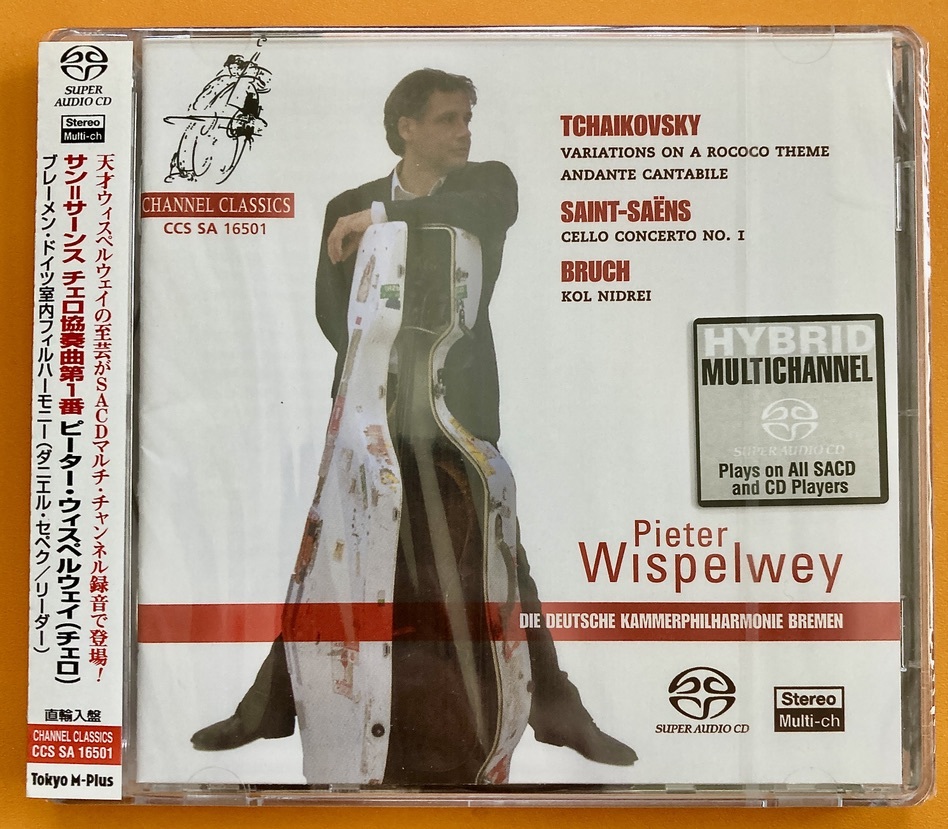 SUPER
AUDIO CD
Stereo
Multi-ch
天才ウィスペルウェイの至芸がSACDマルチ・チャンネル録音で登場!
サン=サーンス チェロ協奏曲第1番 ピーター・ウィスペルウェイ(チェロ)
ブレーメン・ドイツ室内フィルハーモニー(ダニエル・セペク/リーダー)
直輸入盤
CHANNEL CLASSICS
CCS SA 16501
Tokyo M-Plus
CHANNEL CLASSICS
CCS SA 16501
TCHAIKOVSKY
VARIATIONS ON A ROCOCO THEME
ANDANTE CANTABILE
SAINT-SAËNS
CELLO CONCERTO NO. 1
BRUCH
KOL NIDREI
HYBRID
MULTICHANNEL
SUPER AUDIO CD
Plays on All SACD
and CD Players
Pieter
Wispelwey
DIE DEUTSCHE KAMMERPHILHARMONIE BREMEN
SUPER AUDIO CD
Stereo
Multi-ch